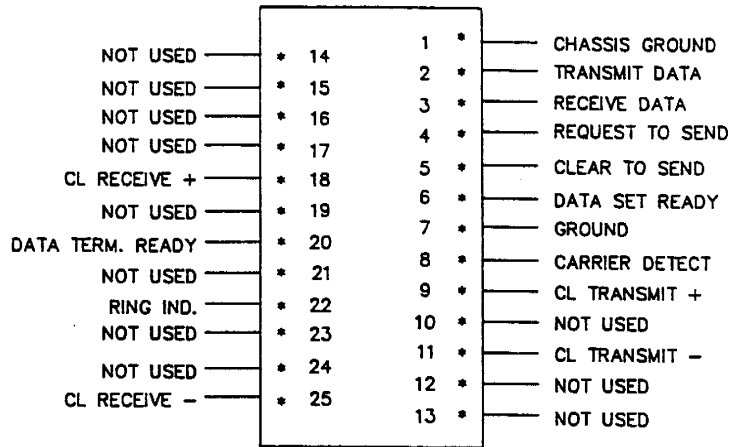 NOT USED * 14
NOT USED * 15
NOT USED * 16
NOT USED * 17
CL RECEIVE + * 18
NOT USED * 19
DATA TERM. READY * 20
NOT USED * 21
RING IND. * 22
NOT USED * 23
NOT USED * 24
CL RECEIVE - * 25
1 * CHASSIS GROUND
2 * TRANSMIT DATA
3 * RECEIVE DATA
4 * REQUEST TO SEND
5 * CLEAR TO SEND
6 * DATA SET READY
7 * GROUND
8 * CARRIER DETECT
9 * CL TRANSMIT +
10 * NOT USED
11 * CL TRANSMIT -
12 * NOT USED
13 * NOT USED